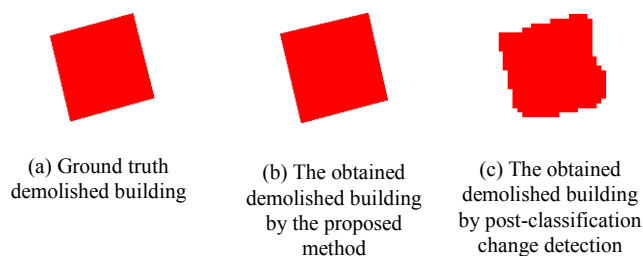 (a) Ground truth
demolished building
(b) The obtained
demolished building
by the proposed
method
(c) The obtained
demolished building
by post-classification
change detection